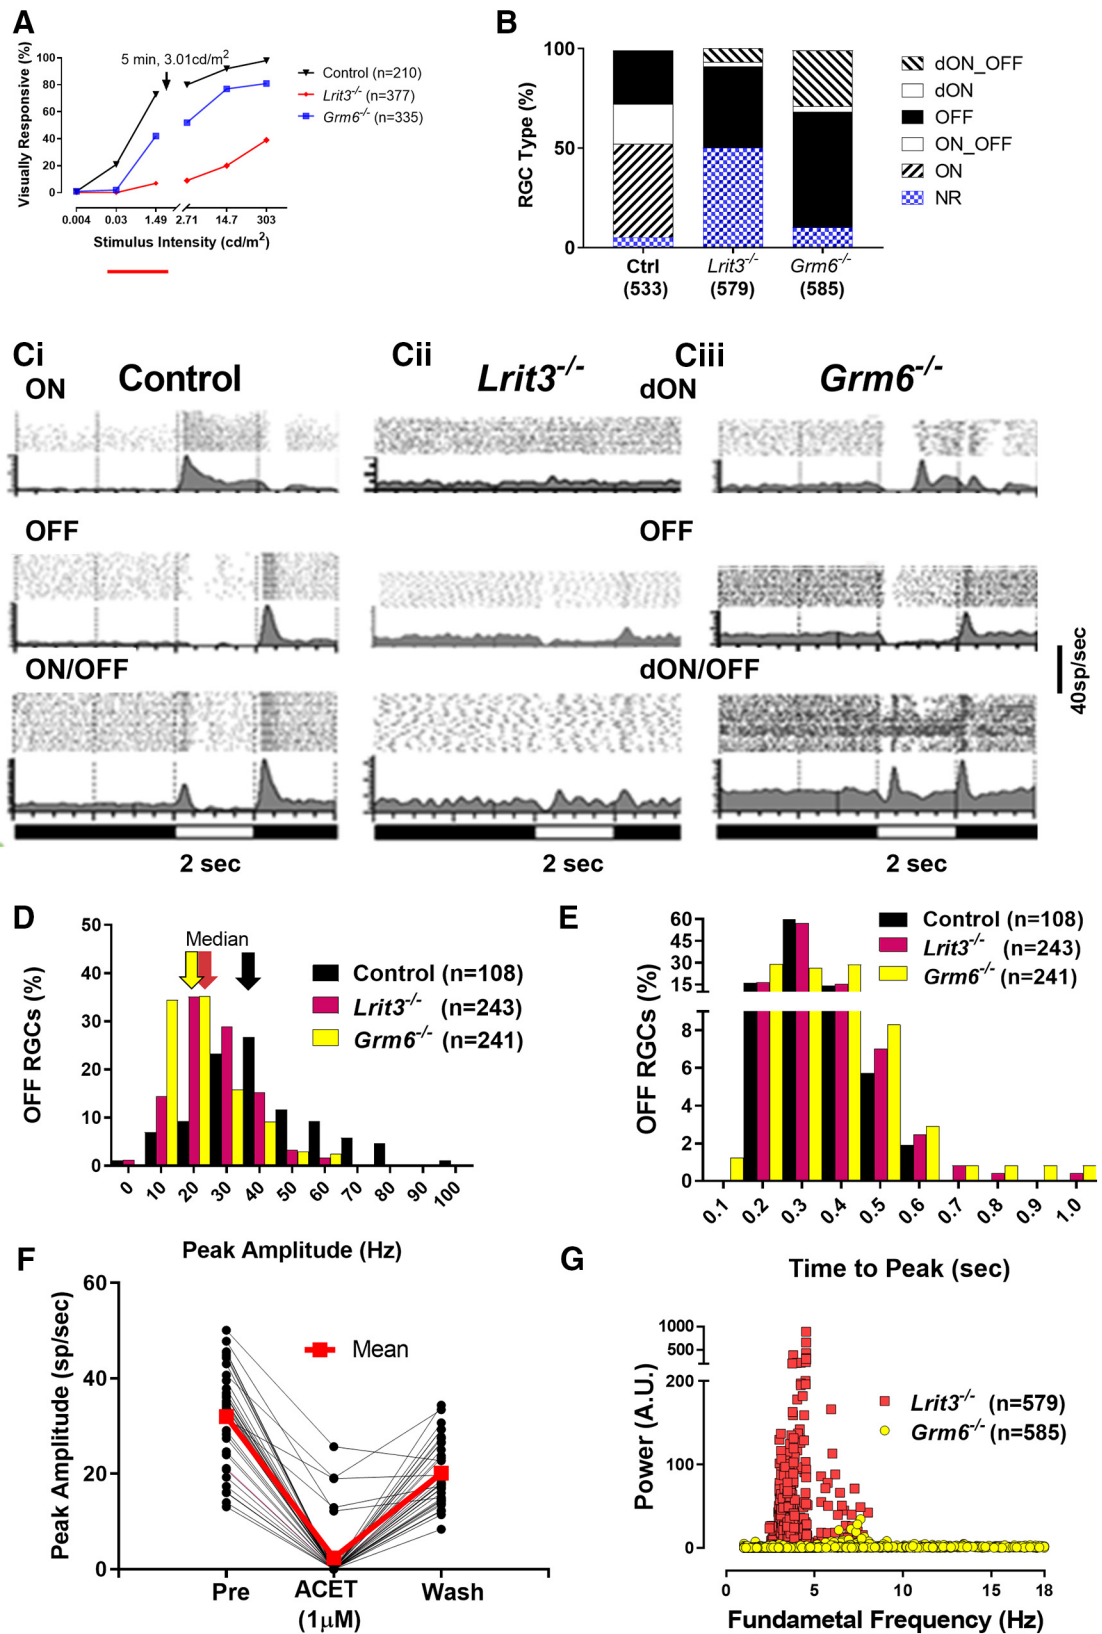 A
Visually Responsive (%)
100
80
60
40
20
0
5 min, 3.01cd/m²
Control (n=210)
Lrit3-/- (n=377)
Grm6-/- (n=335)
0.004 0.03 1.49 2.71 14.7 303
Stimulus Intensity (cd/m²)
B
RGC Type (%)
100
50
0
dON_OFF
dON
OFF
ON_OFF
ON
NR
Ctrl Lrit3-/- Grm6-/-
(533) (579) (585)
Ci Cii Ciii
Control Lrit3-/- Grm6-/-
ON dON
OFF OFF
ON/OFF dON/OFF
40sp/sec
2 sec 2 sec 2 sec
D
OFF RGCs (%)
50
40
30
20
10
0
Median
Control (n=108)
Lrit3-/- (n=243)
Grm6-/- (n=241)
0 10 20 30 40 50 60 70 80 90 100
Peak Amplitude (Hz)
E
OFF RGCs (%)
60
45
30
15
8
6
4
2
0
Control (n=108)
Lrit3-/- (n=243)
Grm6-/- (n=241)
0.1 0.2 0.3 0.4 0.5 0.6 0.7 0.8 0.9 1.0
Time to Peak (sec)
F
Peak Amplitude (sp/sec)
60
40
20
0
Mean
Pre ACET Wash
(1µM)
G
Power (A.U.)
1000
500
200
100
0
Lrit3-/- (n=579)
Grm6-/- (n=585)
0 5 10 15 18
Fundametal Frequency (Hz)